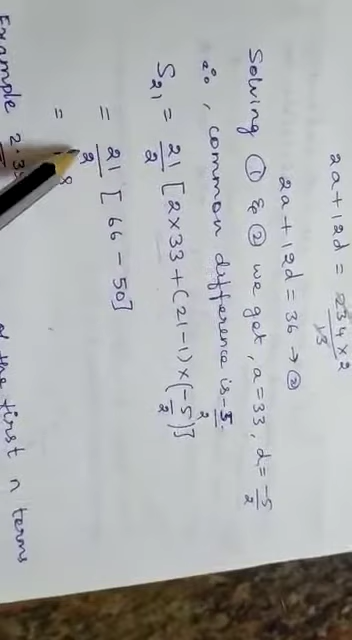 2a + 12d = 234 × 2 / 13
2a + 12d = 36 → ②
Solving ① & ② we get, a = 33, d = -5/2
∴, common difference is -5/2.
S₂₁ = 21/2 [ 2×33 + (21-1) × (-5/2) ]
= 21/2 [ 66 - 50 ]
= 8
Example 2.
the first n terms